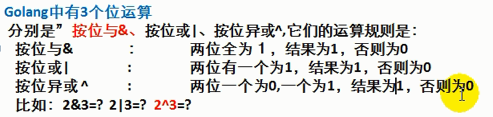 Golang中有3个位运算
分别是”按位与&、按位或|、按位异或^,它们的运算规则是：
按位与& ： 两位全为１，结果为1，否则为0
按位或| ： 两位有一个为1，结果为1，否则为0
按位异或^ ： 两位一个为0,一个为1，结果为1，否则为0
比如：2&3=? 2|3=? 2^3=?